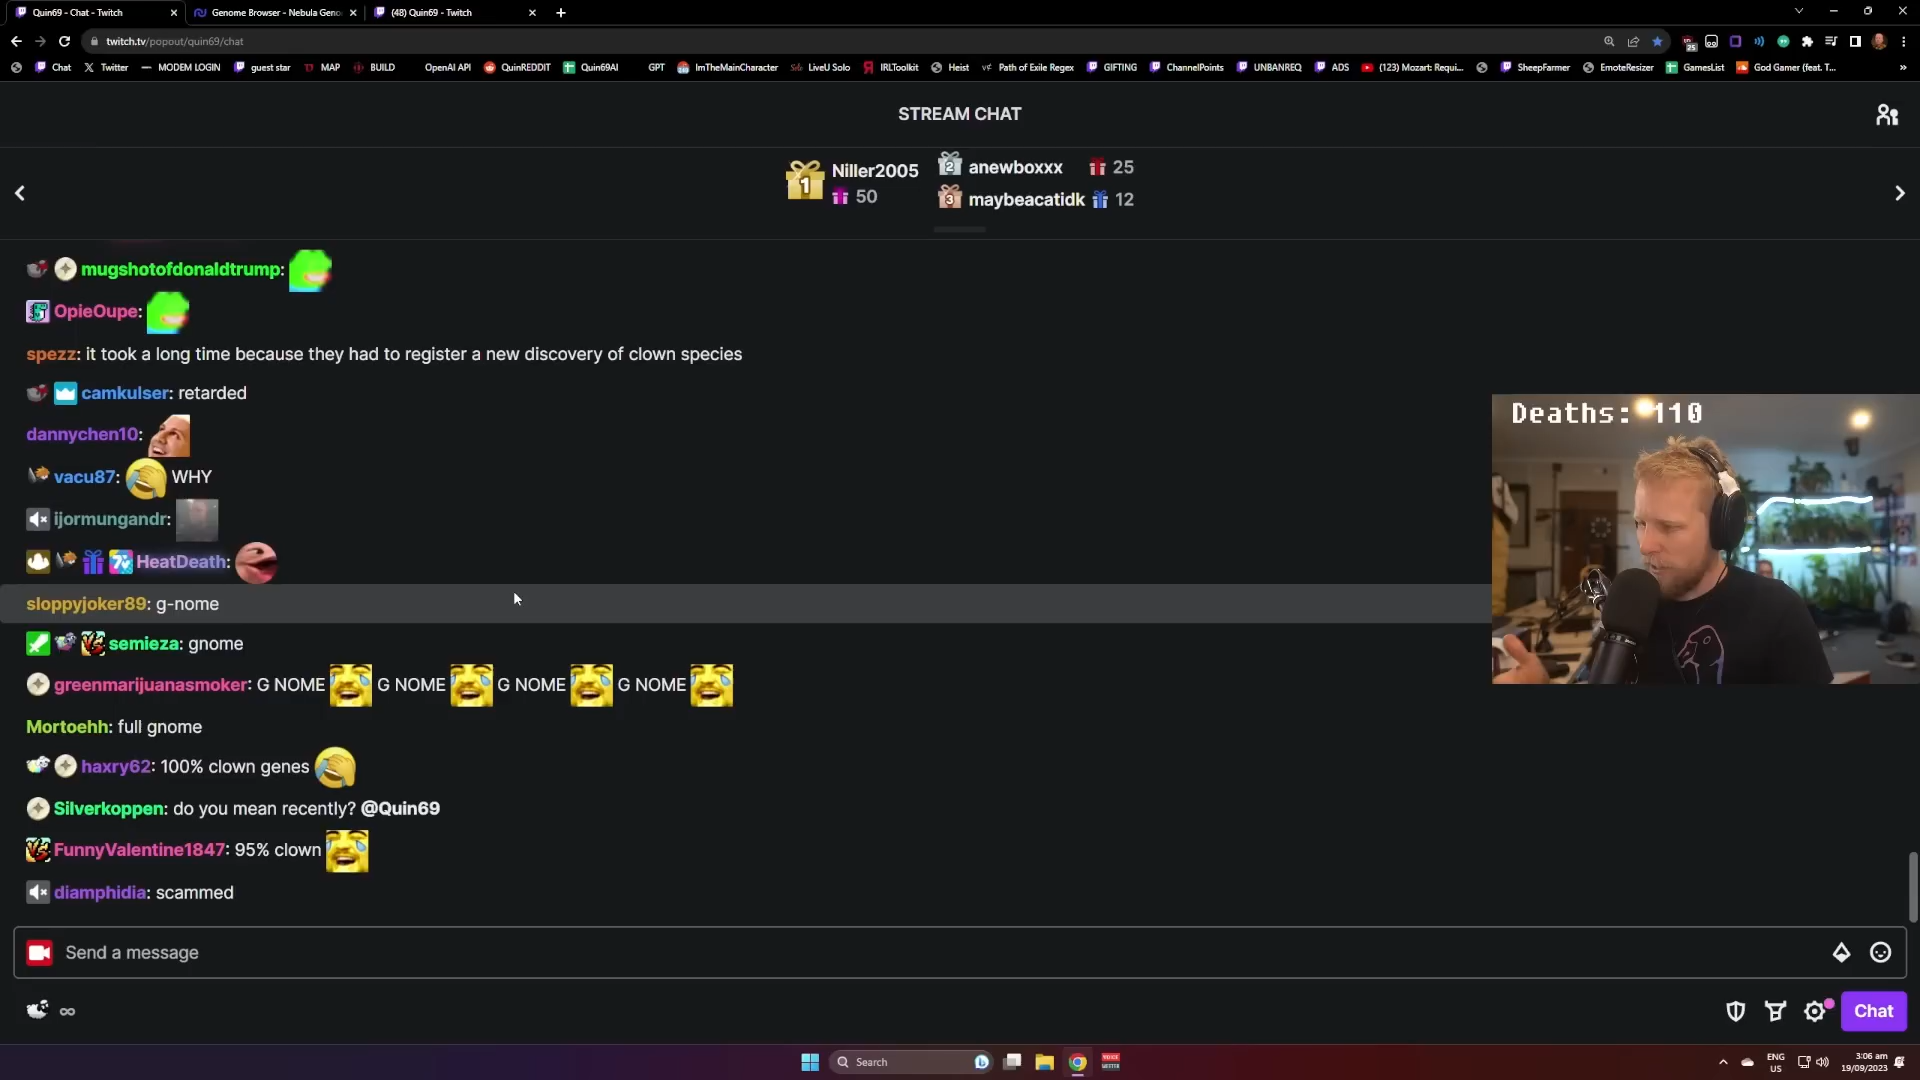 Quin69 - Chat - Twitch
Genome Browser - Nebula Geno
(48) Quin69 - Twitch
twitch.tv/popout/quin69/chat
Chat Twitter MODEM LOGIN guest star MAP BUILD OpenAI API QuinREDDIT Quin69AI GPT ImTheMainCharacter LiveU Solo IRLToolkit Heist Path of Exile Regex GIFTING ChannelPoints UNBANREQ ADS (123) Mozart: Requi... SheepFarmer EmoteResizer GamesList God Gamer (feat. T... »
STREAM CHAT
1 Niller2005 50
2 anewboxxx 25
3 maybeacatidk 12
mugshotofdonaldtrump:
OpieOupe:
spezz: it took a long time because they had to register a new discovery of clown species
camkulser: retarded
dannychen10:
vacu87: WHY
ijormungandr:
HeatDeath:
sloppyjoker89: g-nome
semieza: gnome
greenmarijuanasmoker: G NOME G NOME G NOME G NOME
Mortoehh: full gnome
haxry62: 100% clown genes
Silverkoppen: do you mean recently? @Quin69
FunnyValentine1847: 95% clown
diamphidia: scammed
Deaths: 110
Send a message
Chat
Search
ENG
US
3:06 am
19/09/2023